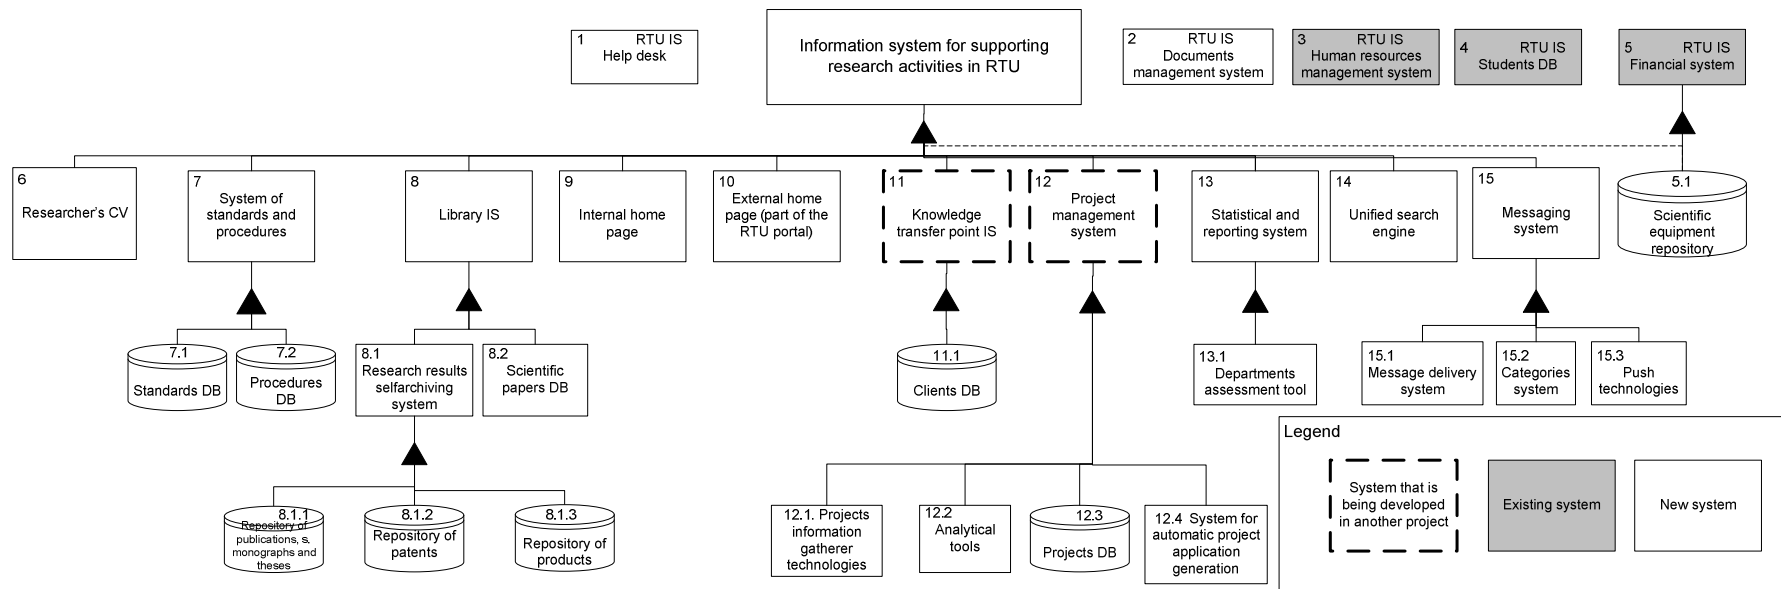 1 RTU IS
Help desk
Information system for supporting
research activities in RTU
2 RTU IS
Documents
management system
3 RTU IS
Human resources
management system
4 RTU IS
Students DB
5 RTU IS
Financial system
6
Researcher's CV
7
System of
standards and
procedures
8
Library IS
9
Internal home
page
10
External home
page (part of the
RTU portal)
11
Knowledge
transfer point IS
12
Project
management
system
13
Statistical and
reporting system
14
Unified search
engine
15
Messaging
system
5.1
Scientific
equipment
repository
7.1
Standards DB
7.2
Procedures
DB
8.1
Research results
selfarchiving
system
8.2
Scientific
papers DB
11.1
Clients DB
13.1
Departments
assessment tool
15.1
Message delivery
system
15.2
Categories
system
15.3
Push
technologies
8.1.1
Repository of
publications, s.
monographs and
theses
8.1.2
Repository of
patents
8.1.3
Repository of
products
12.1. Projects
information
gatherer
technologies
12.2
Analytical
tools
12.3
Projects DB
12.4 System for
automatic project
application
generation
Legend
System that is
being developed
in another project
Existing system
New system